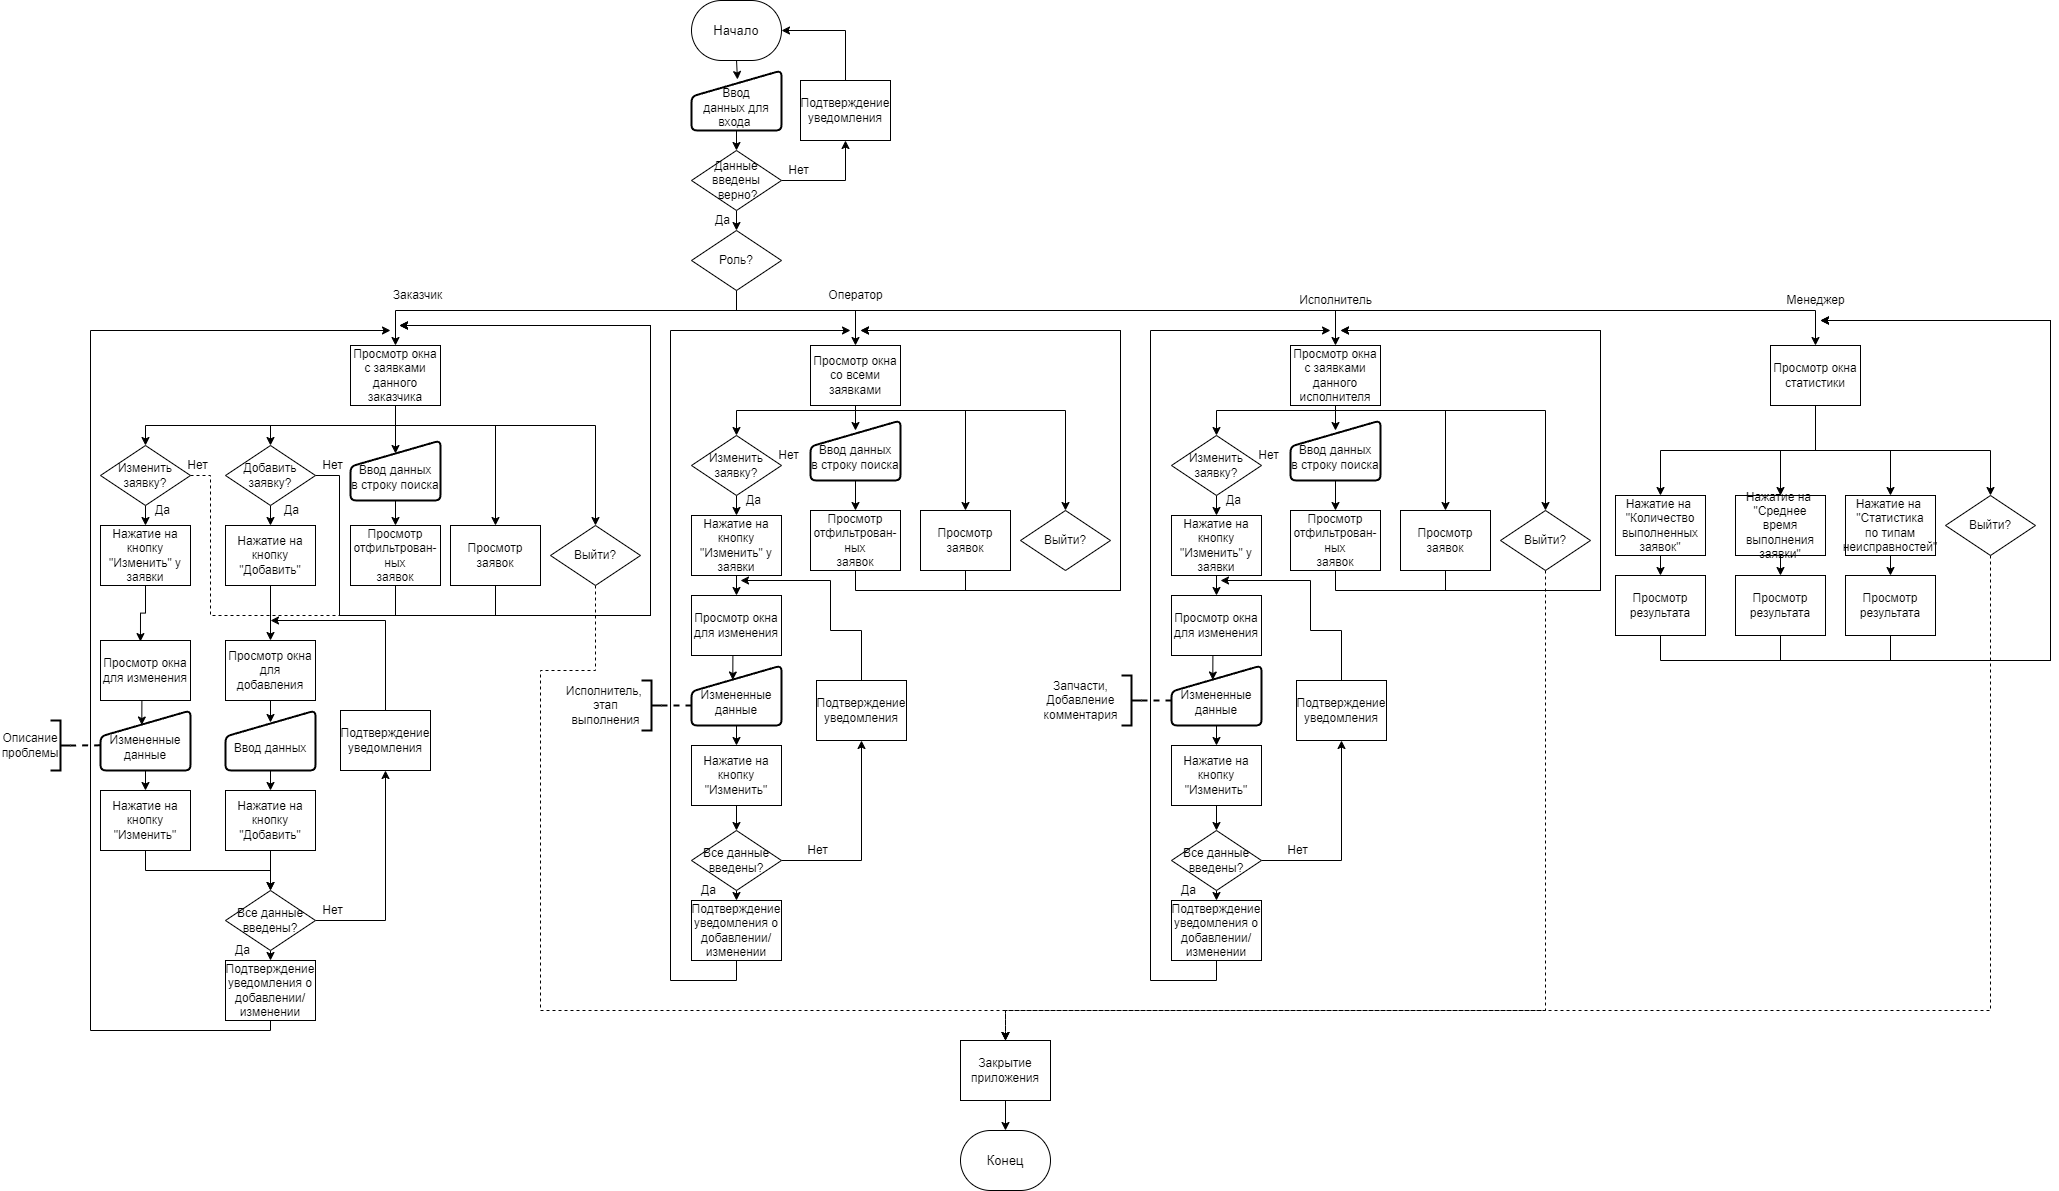 Начало
Ввод
данных для
входа
Подтверждение
уведомления
Данные
введены
верно?
Нет
Да
Роль?
Заказчик
Оператор
Исполнитель
Менеджер
Просмотр окна
с заявками
данного
заказчика
Изменить
заявку?
Нет
Да
Добавить
заявку?
Нет
Да
Ввод данных
в строку поиска
Нажатие на
кнопку
"Изменить" у
заявки
Нажатие на
кнопку
"Добавить"
Просмотр
отфильтрован-
ных
заявок
Просмотр
заявок
Выйти?
Просмотр окна
для изменения
Просмотр окна
для
добавления
Описание
проблемы
Измененные
данные
Ввод данных
Подтверждение
уведомления
Нажатие на
кнопку
"Изменить"
Нажатие на
кнопку
"Добавить"
Все данные
введены?
Нет
Да
Подтверждение
уведомления о
добавлении/
изменении
Просмотр окна
со всеми
заявками
Изменить
заявку?
Нет
Да
Ввод данных
в строку поиска
Нажатие на
кнопку
"Изменить" у
заявки
Просмотр
отфильтрован-
ных
заявок
Просмотр
заявок
Выйти?
Просмотр окна
для изменения
Исполнитель,
этап
выполнения
Измененные
данные
Подтверждение
уведомления
Нажатие на
кнопку
"Изменить"
Все данные
введены?
Нет
Да
Подтверждение
уведомления о
добавлении/
изменении
Просмотр окна
с заявками
данного
исполнителя
Изменить
заявку?
Нет
Да
Ввод данных
в строку поиска
Нажатие на
кнопку
"Изменить" у
заявки
Просмотр
отфильтрован-
ных
заявок
Просмотр
заявок
Выйти?
Просмотр окна
для изменения
Запчасти,
Добавление
комментария
Измененные
данные
Подтверждение
уведомления
Нажатие на
кнопку
"Изменить"
Все данные
введены?
Нет
Да
Подтверждение
уведомления о
добавлении/
изменении
Просмотр окна
статистики
Нажатие на
"Количество
выполненных
заявок"
Нажатие на
"Среднее
время
выполнения
заявки"
Нажатие на
"Статистика
по типам
неисправностей"
Выйти?
Просмотр
результата
Просмотр
результата
Просмотр
результата
Закрытие
приложения
Конец